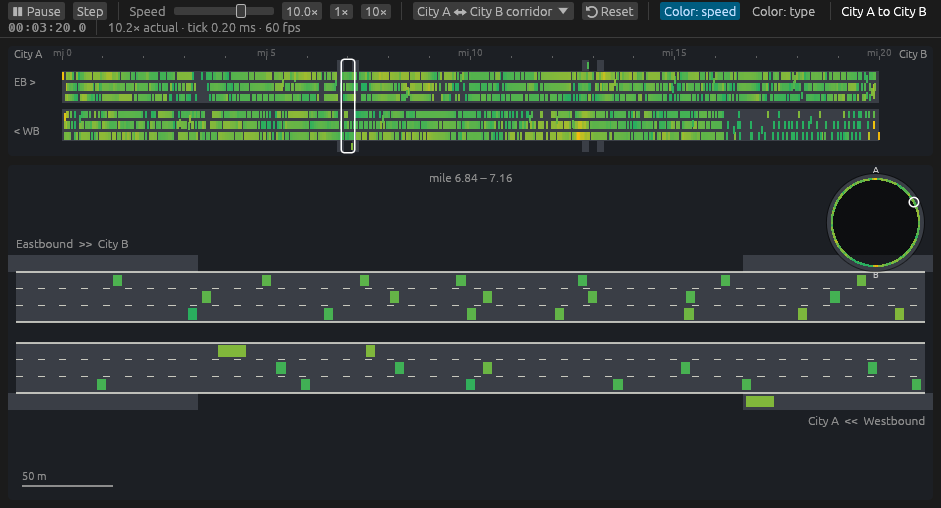 Pause Step Speed 10.0× 1× 10× City A ⇔ City B corridor Reset Color: speed Color: type City A to City B
00:03:20.0 10.2× actual · tick 0.20 ms · 60 fps
City A mi 0 mi 5 mi 10 mi 15 mi 20 City B
EB >
< WB
mile 6.84 – 7.16
A
B
Eastbound >> City B
City A << Westbound
50 m